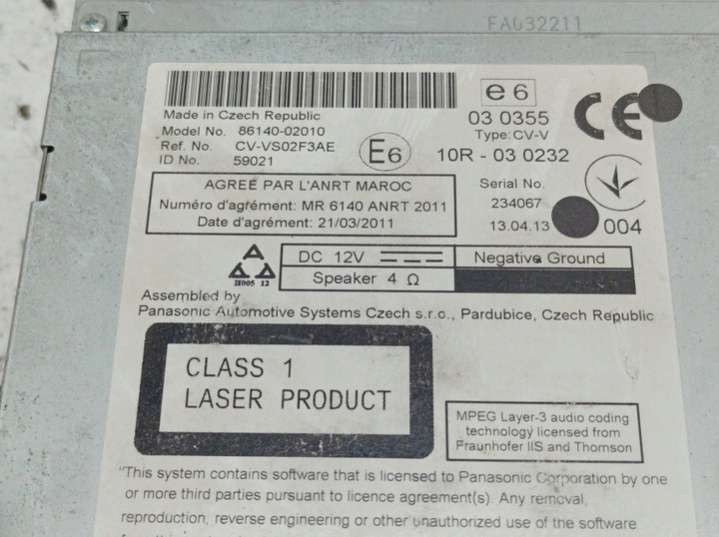 FA032211
e6
Made in Czech Republic
Model No. 86140-02010
Ref. No. CV-VS02F3AE
ID No. 59021
E6
03 0355
Type: CV-V
10R - 03 0232
CE
AGREÉ PAR L'ANRT MAROC
Numéro d'agrément: MR 6140 ANRT 2011
Date d'agrément: 21/03/2011
Serial No.
234067
13.04.13
004
DC 12V
Negative Ground
Speaker 4 Ω
Assembled by
Panasonic Automotive Systems Czech s.r.o., Pardubice, Czech Republic
CLASS 1
LASER PRODUCT
MPEG Layer-3 audio coding
technology licensed from
Fraunhofer IIS and Thomson
"This system contains software that is licensed to Panasonic Corporation by one
or more third parties pursuant to licence agreement(s). Any removal,
reproduction, reverse engineering or other unauthorized use of the software